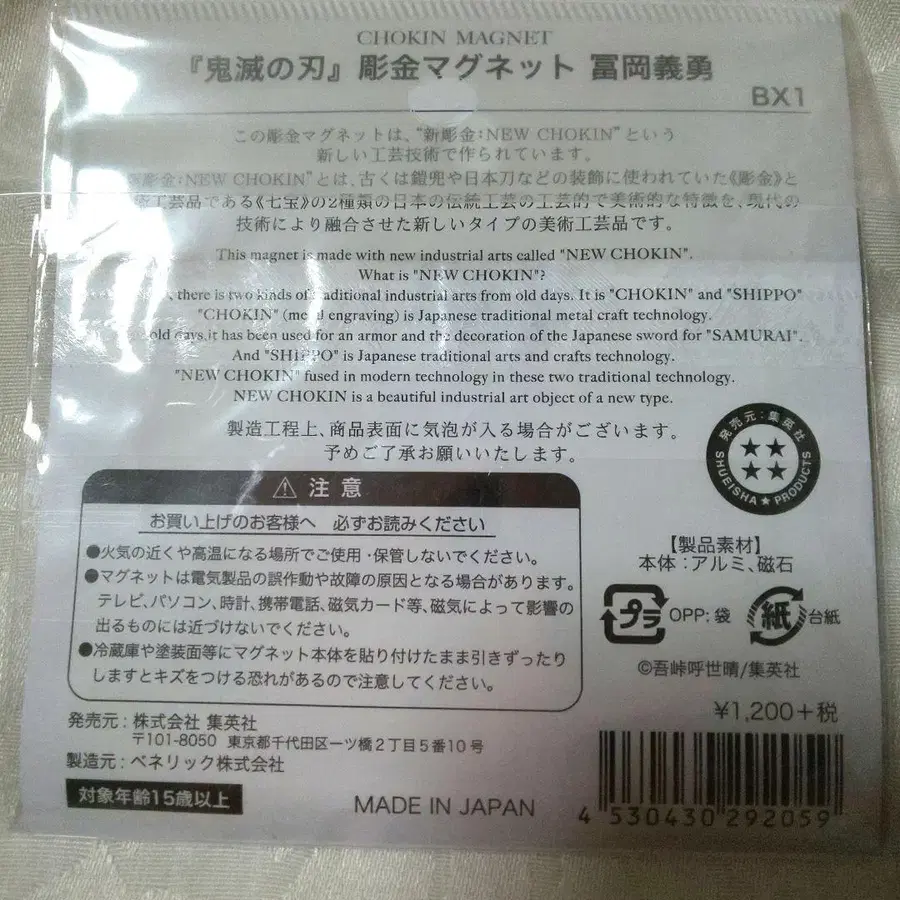 CHOKIN MAGNET
『鬼滅の刃』彫金マグネット 冨岡義勇
BX1
この彫金マグネットは、"新彫金:NEW CHOKIN"という
新しい工芸技術で作られています。
彫金:NEW CHOKIN"とは、古くは鎧兜や日本刀などの装飾に使われていた《彫金》と
術工芸品である《七宝》の2種類の日本の伝統工芸の工芸的で美術的な特徴を、現代の
技術により融合させた新しいタイプの美術工芸品です。
This magnet is made with new industrial arts called "NEW CHOKIN".
What is "NEW CHOKIN"?
, there is two kinds of traditional industrial arts from old days. It is "CHOKIN" and "SHIPPO"
"CHOKIN" (metal engraving) is Japanese traditional metal craft technology.
old days,it has been used for an armor and the decoration of the Japanese sword for "SAMURAI".
And "SHIPPO" is Japanese traditional arts and crafts technology.
"NEW CHOKIN" fused in modern technology in these two traditional technology.
NEW CHOKIN is a beautiful industrial art object of a new type.
製造工程上、商品表面に気泡が入る場合がございます。
予めご了承お願いいたします。
発売元:集英社
SHUEISHA★PRODUCTS
⚠ 注意
お買い上げのお客様へ 必ずお読みください
●火気の近くや高温になる場所でご使用・保管しないでください。
●マグネットは電気製品の誤作動や故障の原因となる場合があります。
テレビ、パソコン、時計、携帯電話、磁気カード等、磁気によって影響の
出るものには近づけないでください。
●冷蔵庫や塗装面等にマグネット本体を貼り付けたまま引きずったり
しますとキズをつける恐れがあるので注意してください。
【製品素材】
本体:アルミ、磁石
プラ OPP:袋 紙 台紙
©吾峠呼世晴/集英社
¥1,200+税
発売元:株式会社 集英社
〒101-8050 東京都千代田区一ツ橋2丁目5番10号
製造元:ベネリック株式会社
対象年齢15歳以上
MADE IN JAPAN
4 530430 292059